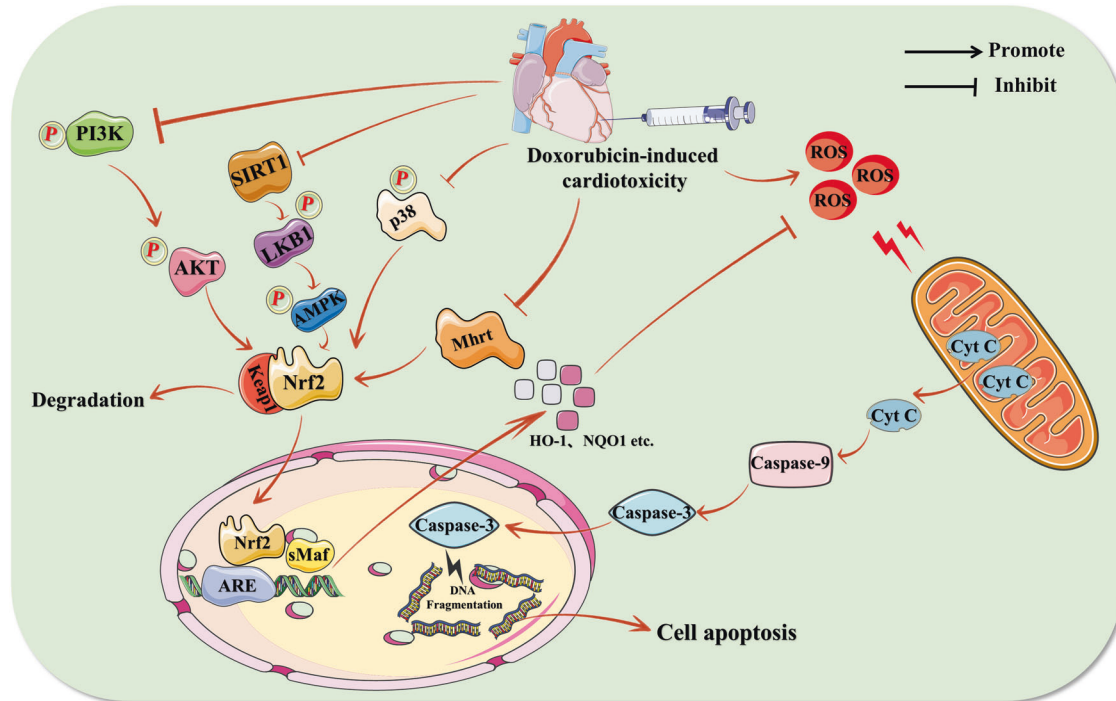 Promote
Inhibit
P
PI3K
SIRT1
P
LKB1
P
p38
Doxorubicin-induced
cardiotoxicity
ROS
ROS
ROS
P
AKT
P
AMPK
Mhrt
Keap1
Nrf2
Degradation
HO-1、NQO1 etc.
Cyt C
Cyt C
Cyt C
Caspase-9
Caspase-3
Caspase-3
Nrf2
sMaf
ARE
DNA
Fragmentation
Cell apoptosis